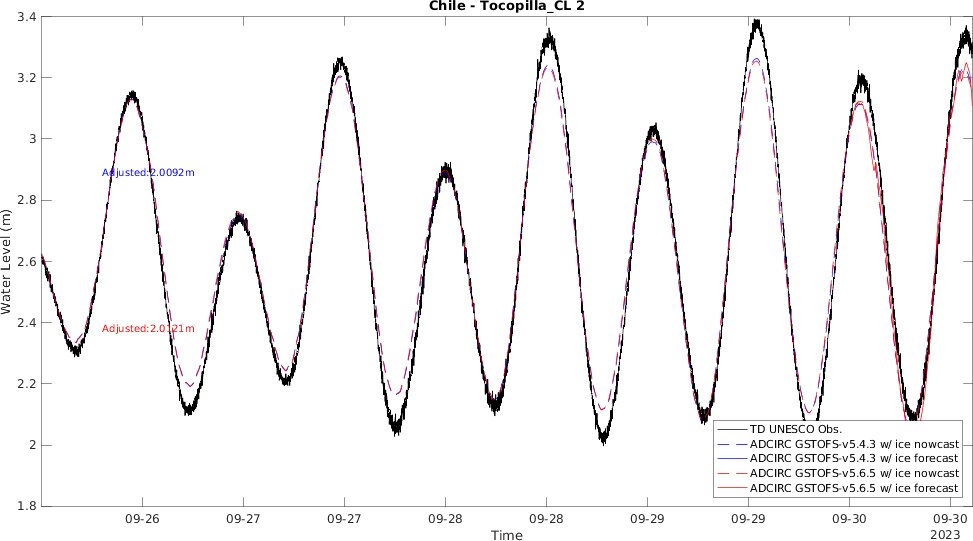 Chile - Tocopilla_CL 2
3.4
3.2
3
2.8
2.6
2.4
2.2
2
1.8
Water Level (m)
Adjusted:2.0092m
Adjusted:2.0121m
TD UNESCO Obs.
ADCIRC GSTOFS-v5.4.3 w/ ice nowcast
ADCIRC GSTOFS-v5.4.3 w/ ice forecast
ADCIRC GSTOFS-v5.6.5 w/ ice nowcast
ADCIRC GSTOFS-v5.6.5 w/ ice forecast
09-26 09-27 09-27 09-28 09-28 09-29 09-29 09-30 09-30
Time 2023